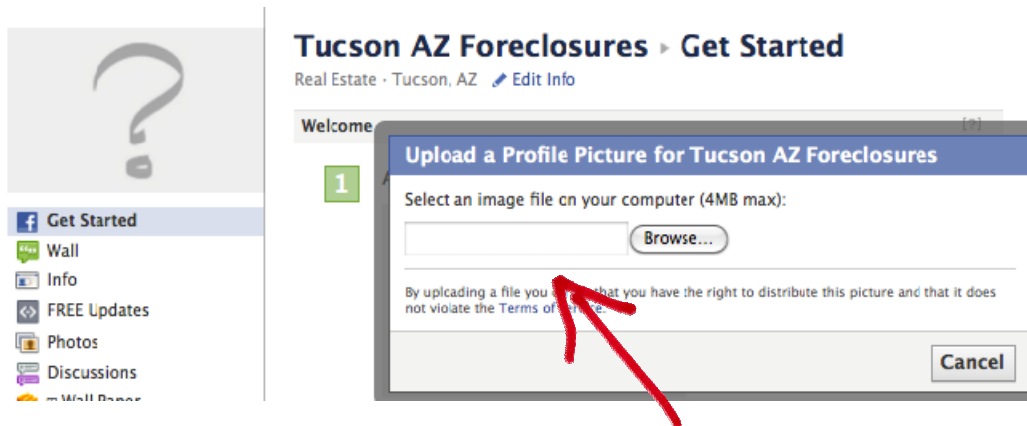 Tucson AZ Foreclosures ▸ Get Started
Real Estate · Tucson, AZ Edit Info
Welcome
[?]
Upload a Profile Picture for Tucson AZ Foreclosures
1
Select an image file on your computer (4MB max):
Browse...
By uploading a file you that you have the right to distribute this picture and that it does
not violate the Terms of Service.
Cancel
Get Started
Wall
Info
FREE Updates
Photos
Discussions
Wall Paper